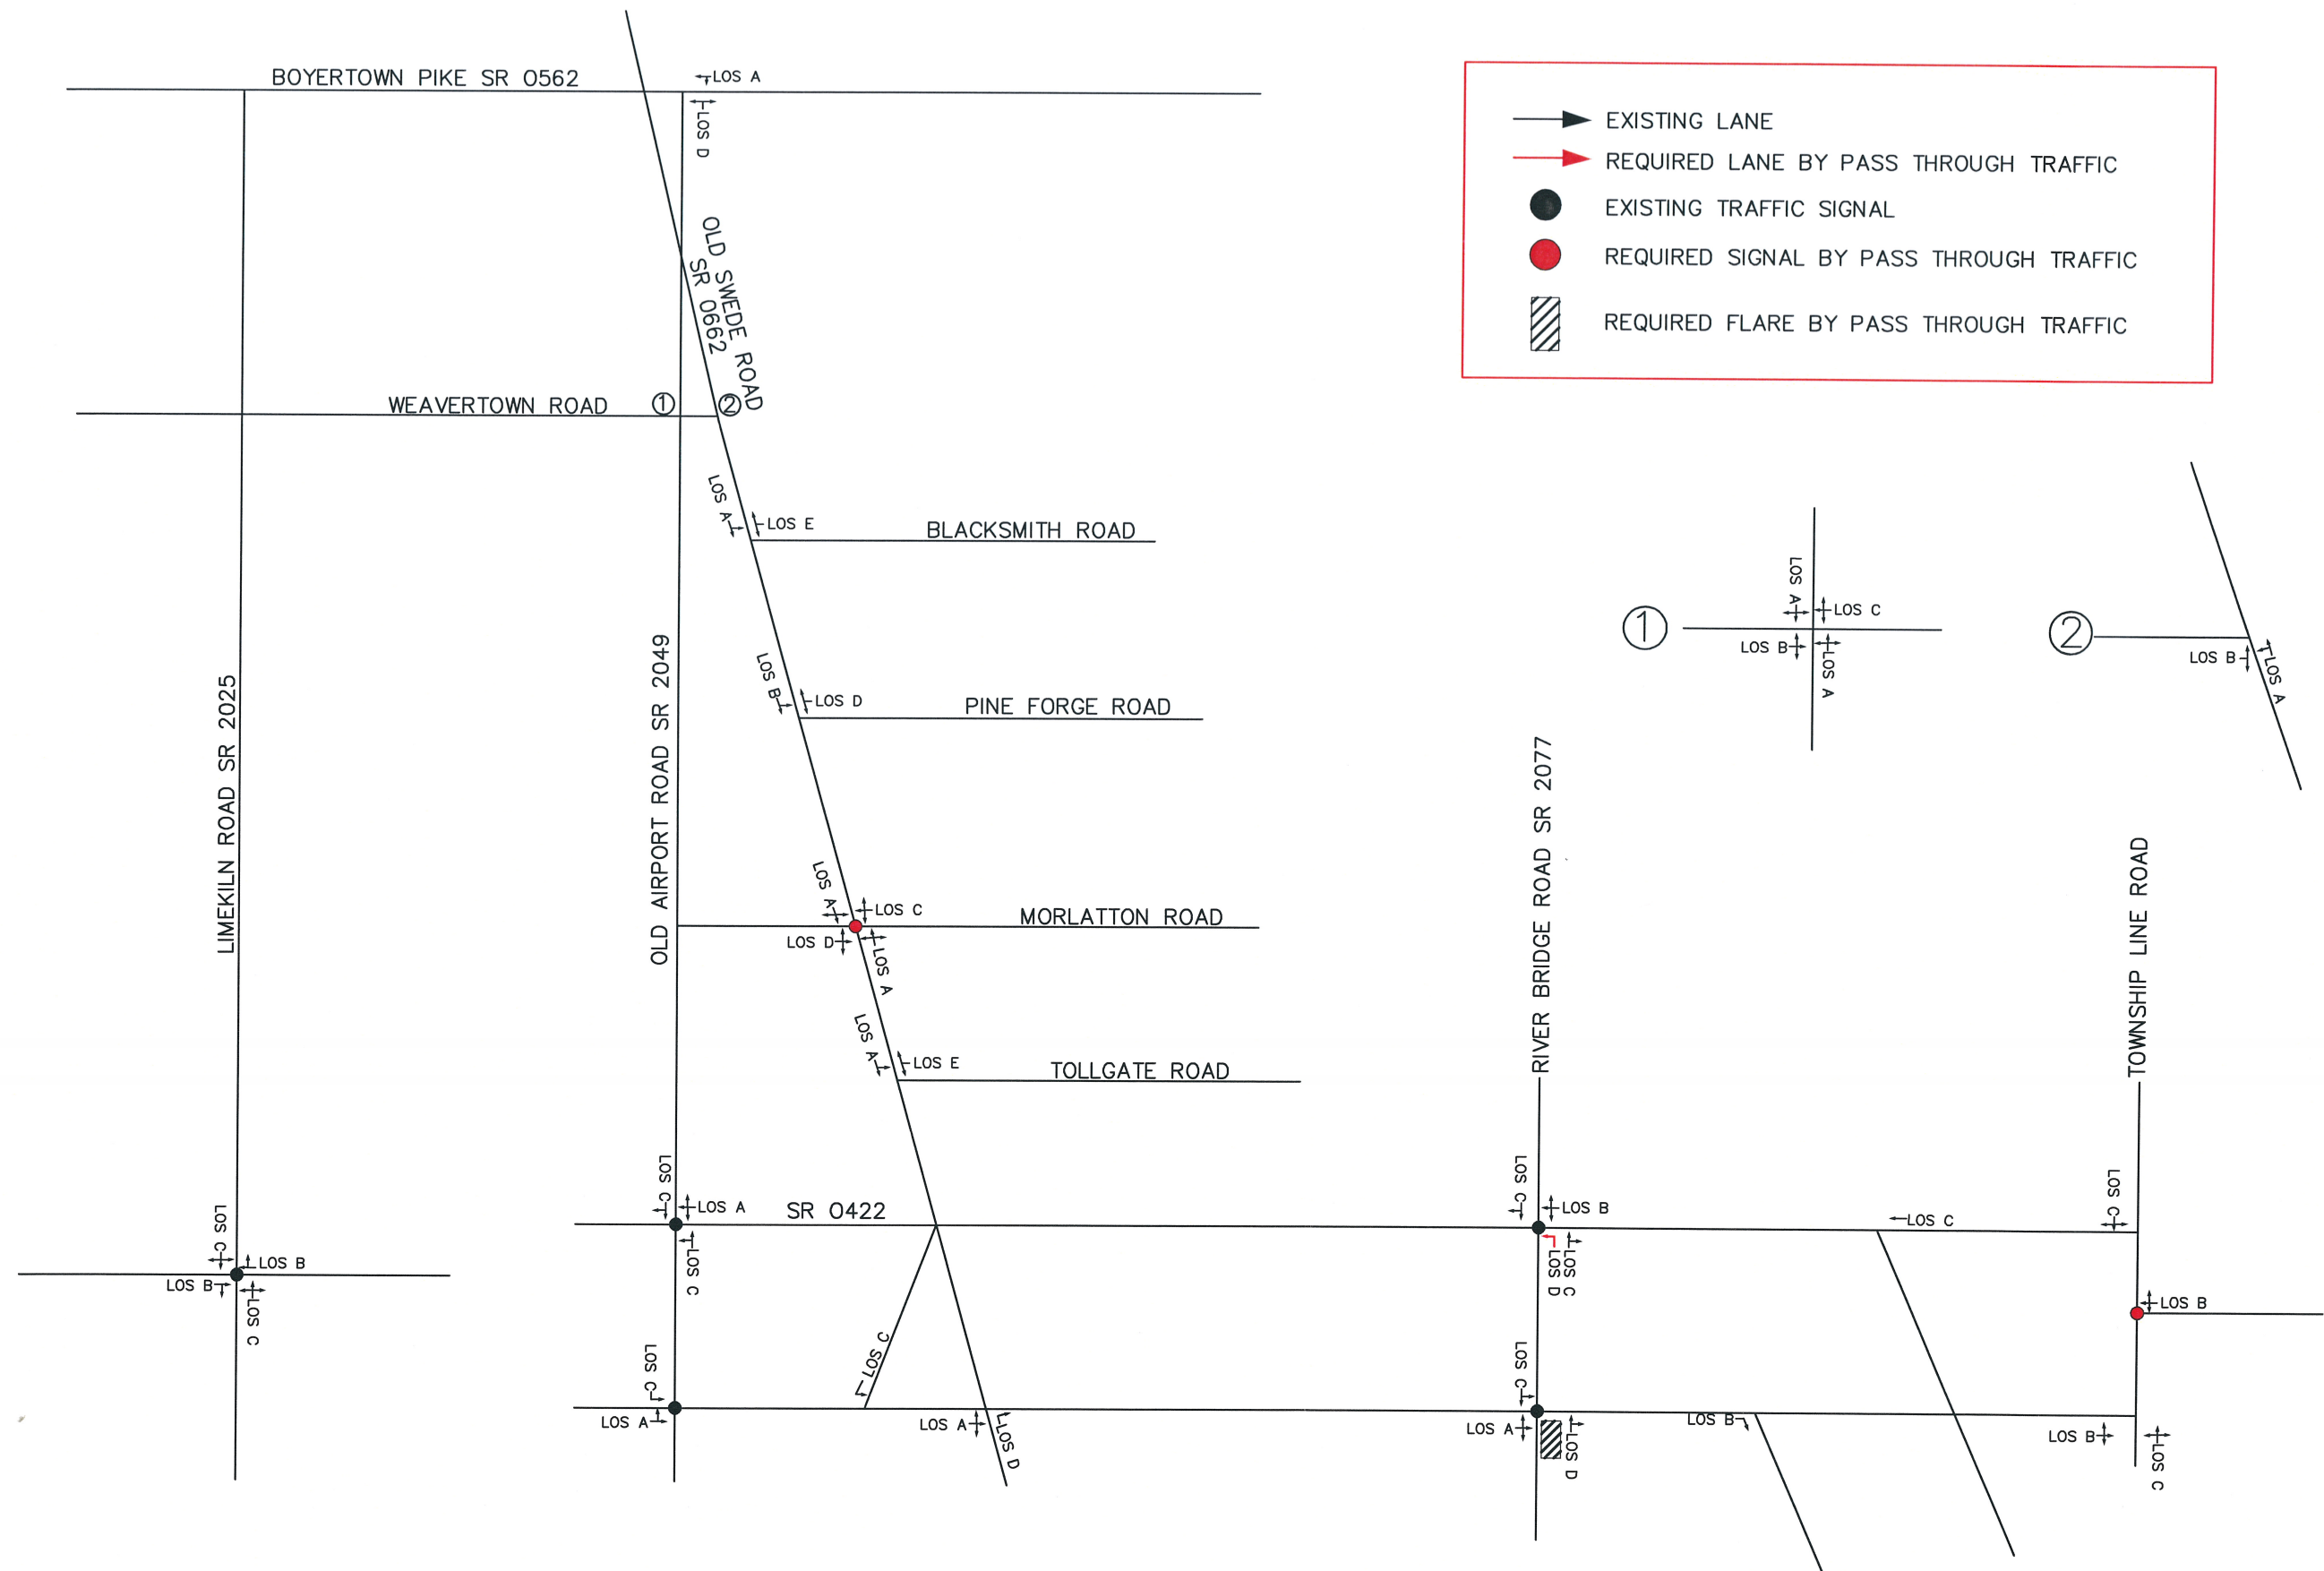 BOYERTOWN PIKE SR 0562
LOS A
LOS D
EXISTING LANE
REQUIRED LANE BY PASS THROUGH TRAFFIC
EXISTING TRAFFIC SIGNAL
REQUIRED SIGNAL BY PASS THROUGH TRAFFIC
REQUIRED FLARE BY PASS THROUGH TRAFFIC
OLD SWEDE ROAD
SR 0662
WEAVERTOWN ROAD
1
2
LOS A
LOS E
BLACKSMITH ROAD
1
LOS A
LOS C
LOS B
LOS A
2
LOS B
LOS A
LIMEKILN ROAD SR 2025
OLD AIRPORT ROAD SR 2049
LOS B
LOS D
PINE FORGE ROAD
RIVER BRIDGE ROAD SR 2077
TOWNSHIP LINE ROAD
LOS A
LOS C
MORLATTON ROAD
LOS D
LOS A
LOS A
LOS E
TOLLGATE ROAD
LOS C
LOS A
SR 0422
LOS C
LOS C
LOS B
LOS D
LOS C
LOS C
LOS C
LOS C
LOS B
LOS B
LOS C
LOS B
LOS C
LOS A
LOS C
LOS A
LOS D
LOS C
LOS A
LOS D
LOS B
LOS B
LOS C